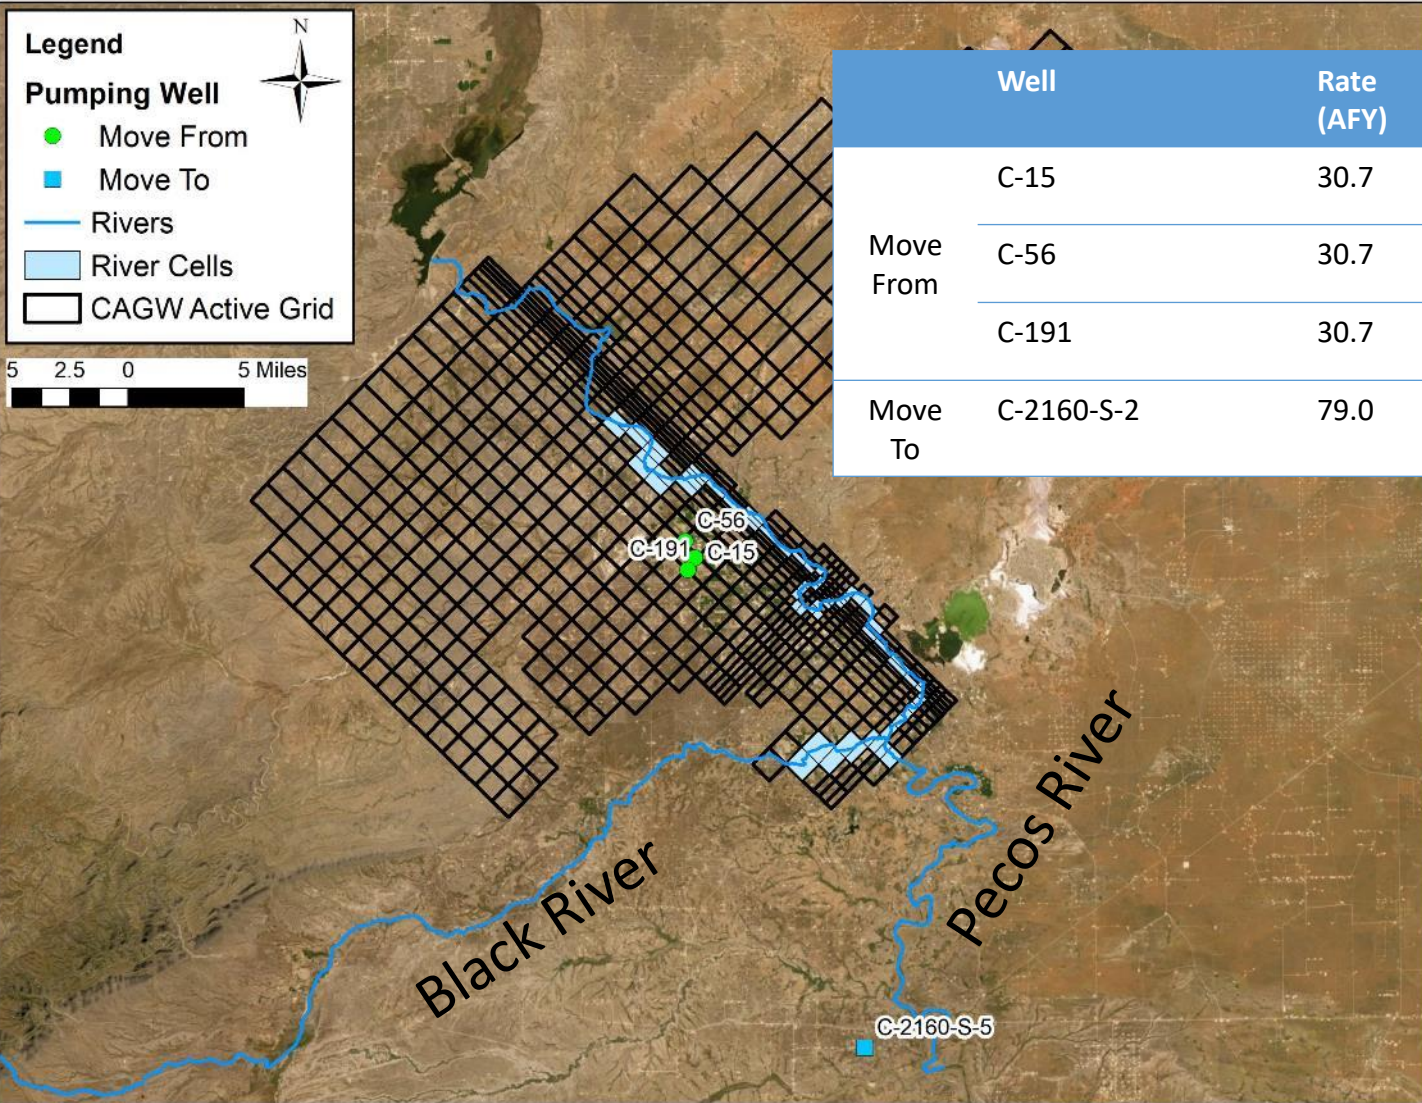 Legend
N
Pumping Well
Move From
Move To
Rivers
River Cells
CAGW Active Grid
5 2.5 0 5 Miles
Well Rate
(AFY)
C-15 30.7
Move
From
C-56 30.7
C-191 30.7
Move
To
C-2160-S-2 79.0
C-56
C-191 C-15
Black River
Pecos River
C-2160-S-5